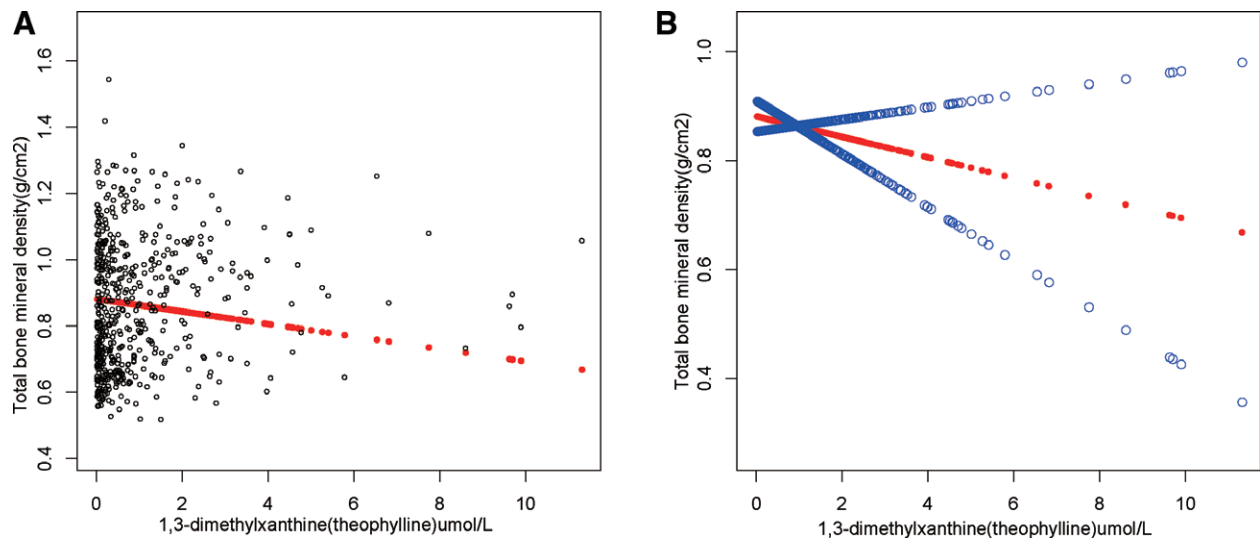 A
Total bone mineral density(g/cm2)
1.6
1.4
1.2
1.0
0.8
0.6
0.4
0 2 4 6 8 10
1,3-dimethylxanthine(theophylline)umol/L
B
Total bone mineral density(g/cm2)
1.0
0.8
0.6
0.4
0 2 4 6 8 10
1,3-dimethylxanthine(theophylline)umol/L